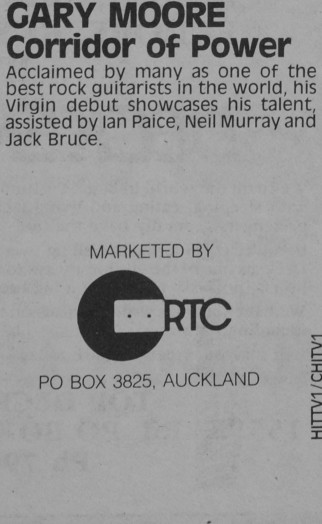 GARY MOORE
Corridor of Power
Acclaimed by many as one of the
best rock guitarists in the world, his
Virgin debut showcases his talent,
assisted by Ian Paice, Neil Murray and
Jack Bruce.
MARKETED BY
RTC
PO BOX 3825, AUCKLAND
HITTV1/CHITV1